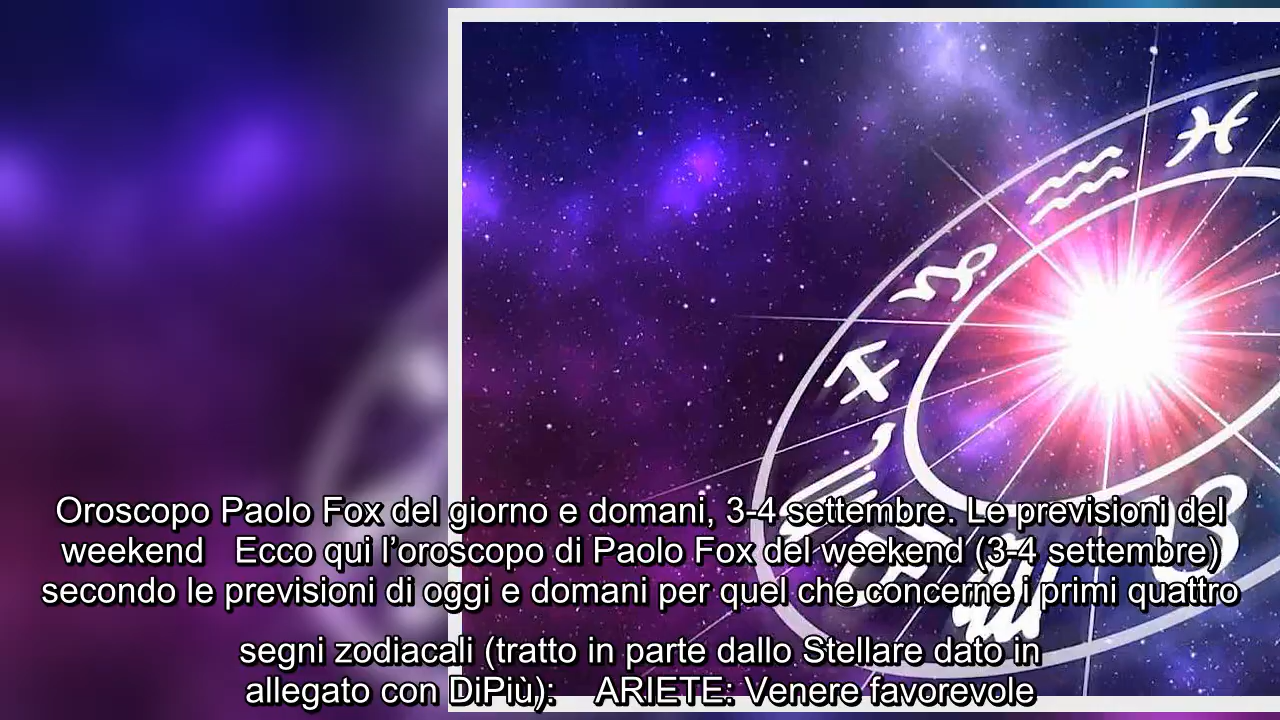 Oroscopo Paolo Fox del giorno e domani, 3-4 settembre. Le previsioni del
weekend   Ecco qui l’oroscopo di Paolo Fox del weekend (3-4 settembre)
secondo le previsioni di oggi e domani per quel che concerne i primi quattro
segni zodiacali (tratto in parte dallo Stellare dato in
allegato con DiPiù):    ARIETE: Venere favorevole